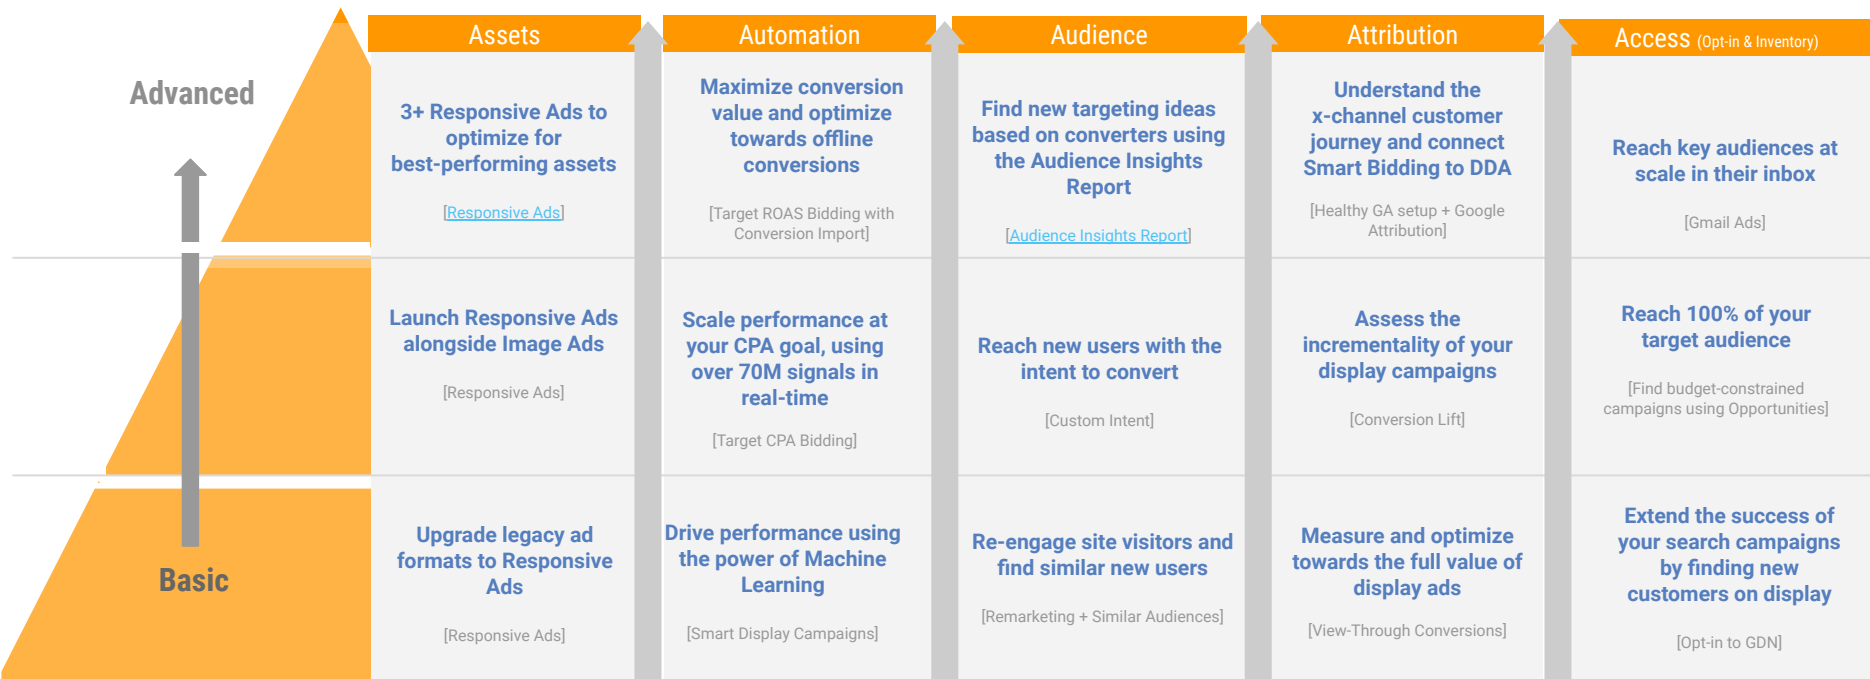 Assets
Automation
Audience
Attribution
Access (Opt-in & Inventory)
Advanced
3+ Responsive Ads to
optimize for
best-performing assets
[Responsive Ads]
Maximize conversion
value and optimize
towards offline
conversions
[Target ROAS Bidding with
Conversion Import]
Find new targeting ideas
based on converters using
the Audience Insights
Report
[Audience Insights Report]
Understand the
x-channel customer
journey and connect
Smart Bidding to DDA
[Healthy GA setup + Google
Attribution]
Reach key audiences at
scale in their inbox
[Gmail Ads]
Launch Responsive Ads
alongside Image Ads
[Responsive Ads]
Scale performance at
your CPA goal, using
over 70M signals in
real-time
[Target CPA Bidding]
Reach new users with the
intent to convert
[Custom Intent]
Assess the
incrementality of your
display campaigns
[Conversion Lift]
Reach 100% of your
target audience
[Find budget-constrained
campaigns using Opportunities]
Basic
Upgrade legacy ad
formats to Responsive
Ads
[Responsive Ads]
Drive performance using
the power of Machine
Learning
[Smart Display Campaigns]
Re-engage site visitors and
find similar new users
[Remarketing + Similar Audiences]
Measure and optimize
towards the full value of
display ads
[View-Through Conversions]
Extend the success of
your search campaigns
by finding new
customers on display
[Opt-in to GDN]